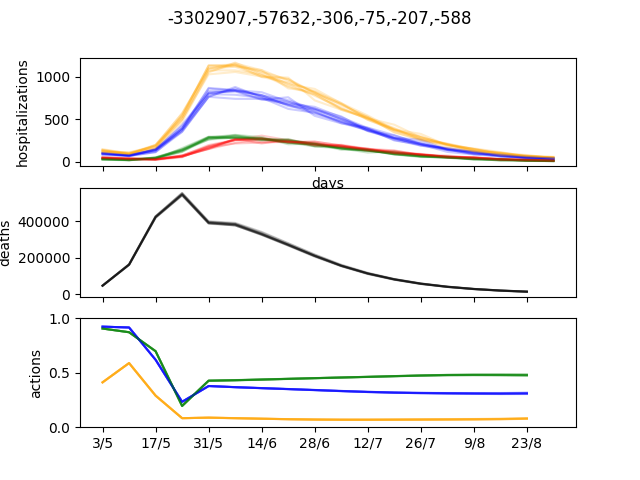 -3302907,-57632,-306,-75,-207,-588
hospitalizations
1000
500
0
days
deaths
400000
200000
0
actions
1.0
0.5
0.0
3/5 17/5 31/5 14/6 28/6 12/7 26/7 9/8 23/8